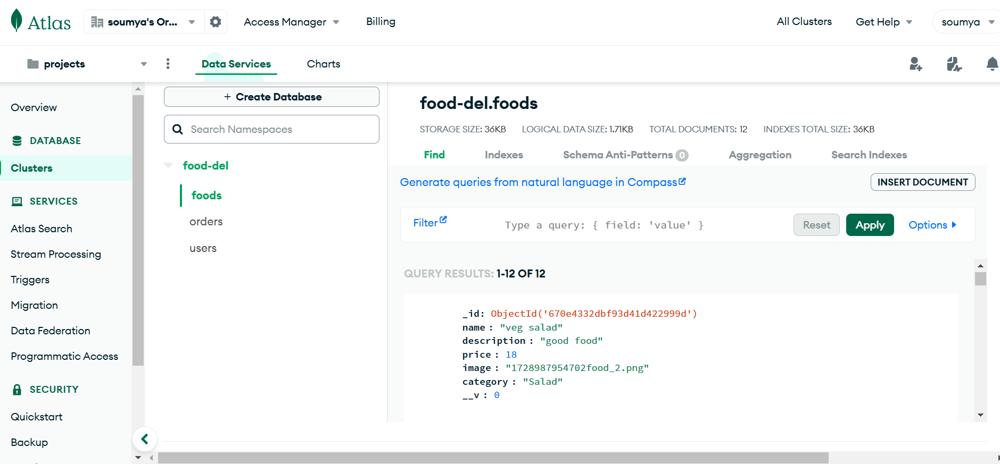 Atlas
soumya's Or...
Access Manager
Billing
All Clusters
Get Help
soumya
projects
Data Services
Charts
Overview
DATABASE
Clusters
SERVICES
Atlas Search
Stream Processing
Triggers
Migration
Data Federation
Programmatic Access
SECURITY
Quickstart
Backup
+ Create Database
Search Namespaces
food-del
foods
orders
users
food-del.foods
STORAGE SIZE: 36KB LOGICAL DATA SIZE: 1.71KB TOTAL DOCUMENTS: 12 INDEXES TOTAL SIZE: 36KB
Find Indexes Schema Anti-Patterns 0 Aggregation Search Indexes
Generate queries from natural language in Compass
INSERT DOCUMENT
Filter
Type a query: { field: 'value' }
Reset
Apply
Options
QUERY RESULTS: 1-12 OF 12
_id: ObjectId('670e4332dbf93d41d422999d')
name : "veg salad"
description : "good food"
price : 18
image : "1728987954702food_2.png"
category : "Salad"
__v : 0